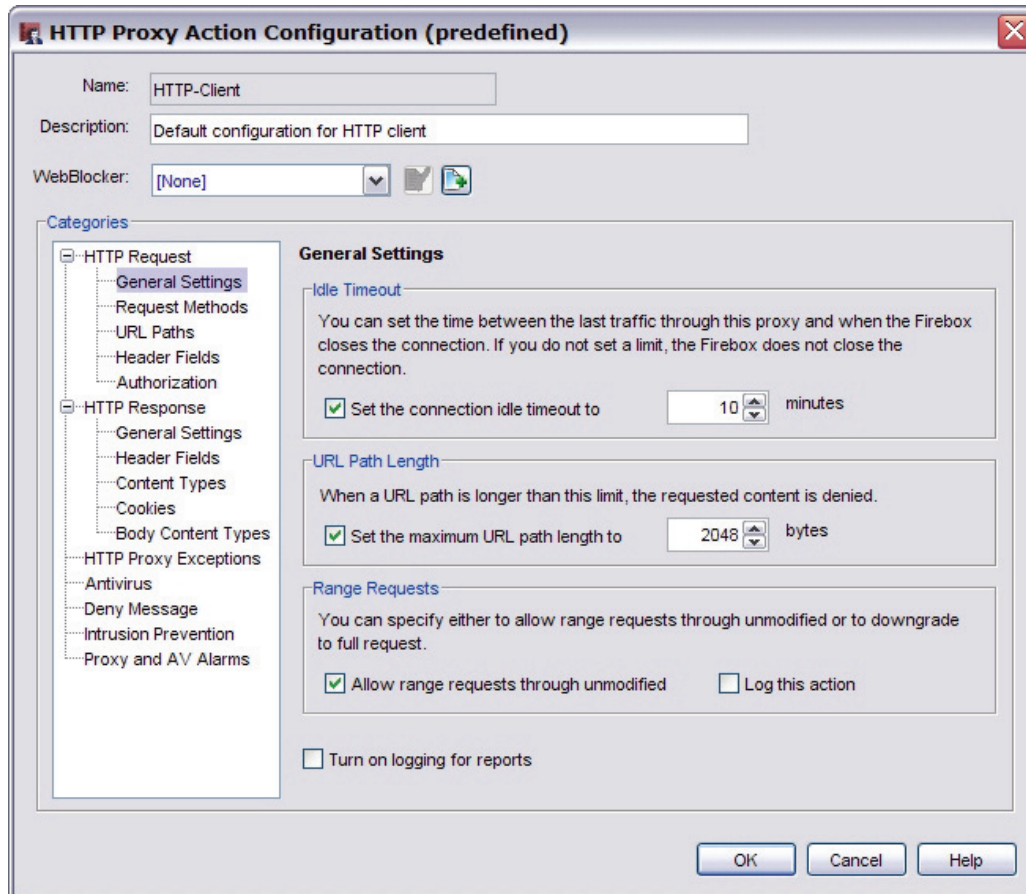 HTTP Proxy Action Configuration (predefined)
Name: HTTP-Client
Description: Default configuration for HTTP client
WebBlocker: [None]
Categories
HTTP Request
General Settings
Request Methods
URL Paths
Header Fields
Authorization
HTTP Response
General Settings
Header Fields
Content Types
Cookies
Body Content Types
HTTP Proxy Exceptions
Antivirus
Deny Message
Intrusion Prevention
Proxy and AV Alarms
General Settings
Idle Timeout
You can set the time between the last traffic through this proxy and when the Firebox
closes the connection. If you do not set a limit, the Firebox does not close the
connection.
Set the connection idle timeout to 10 minutes
URL Path Length
When a URL path is longer than this limit, the requested content is denied.
Set the maximum URL path length to 2048 bytes
Range Requests
You can specify either to allow range requests through unmodified or to downgrade
to full request.
Allow range requests through unmodified Log this action
Turn on logging for reports
OK Cancel Help